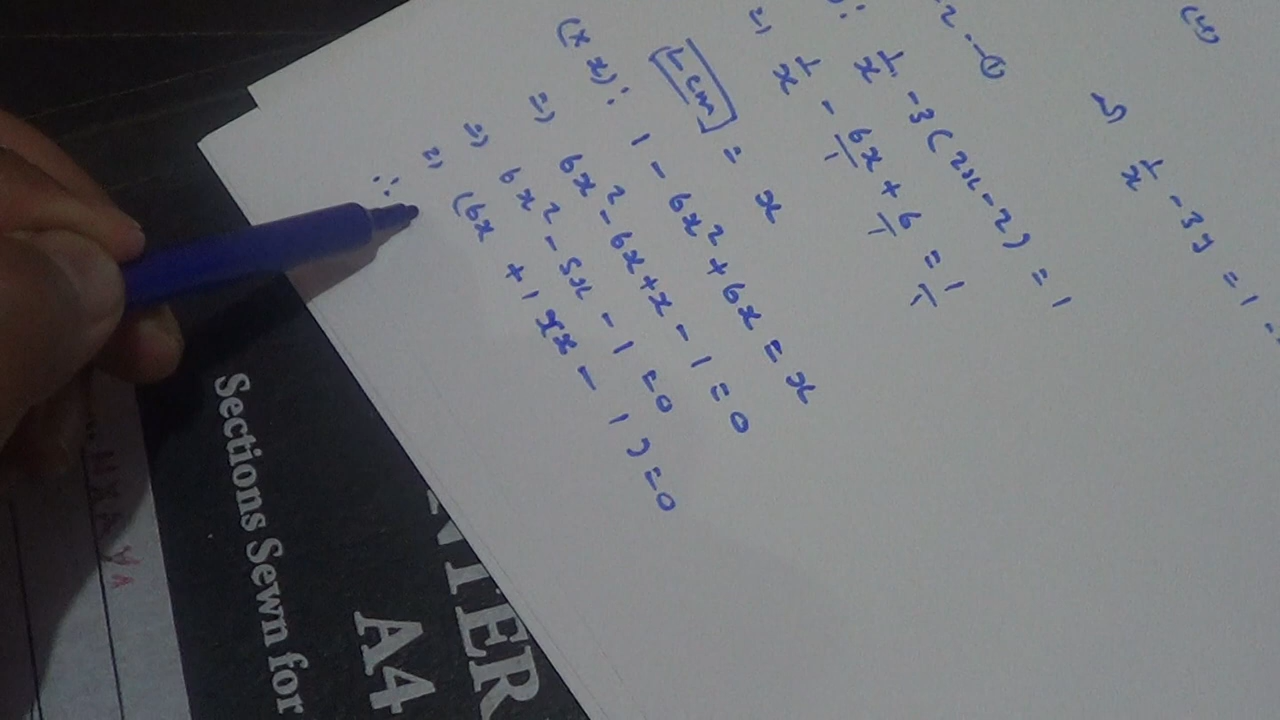 (4)
2 - ①
=) 1/x - 3y = 1
∴ 1/x - 3(2x-2) = 1
=) 1/x - 6x/1 + 6/1 = 1/1
[LCM] = x
(x x): 1 - 6x² + 6x = x
=) 6x² - 6x + x - 1 = 0
=) 6x² - 5x - 1 = 0
=) (6x + 1)(x - 1) = 0
∴
Sections Sewn for
A4